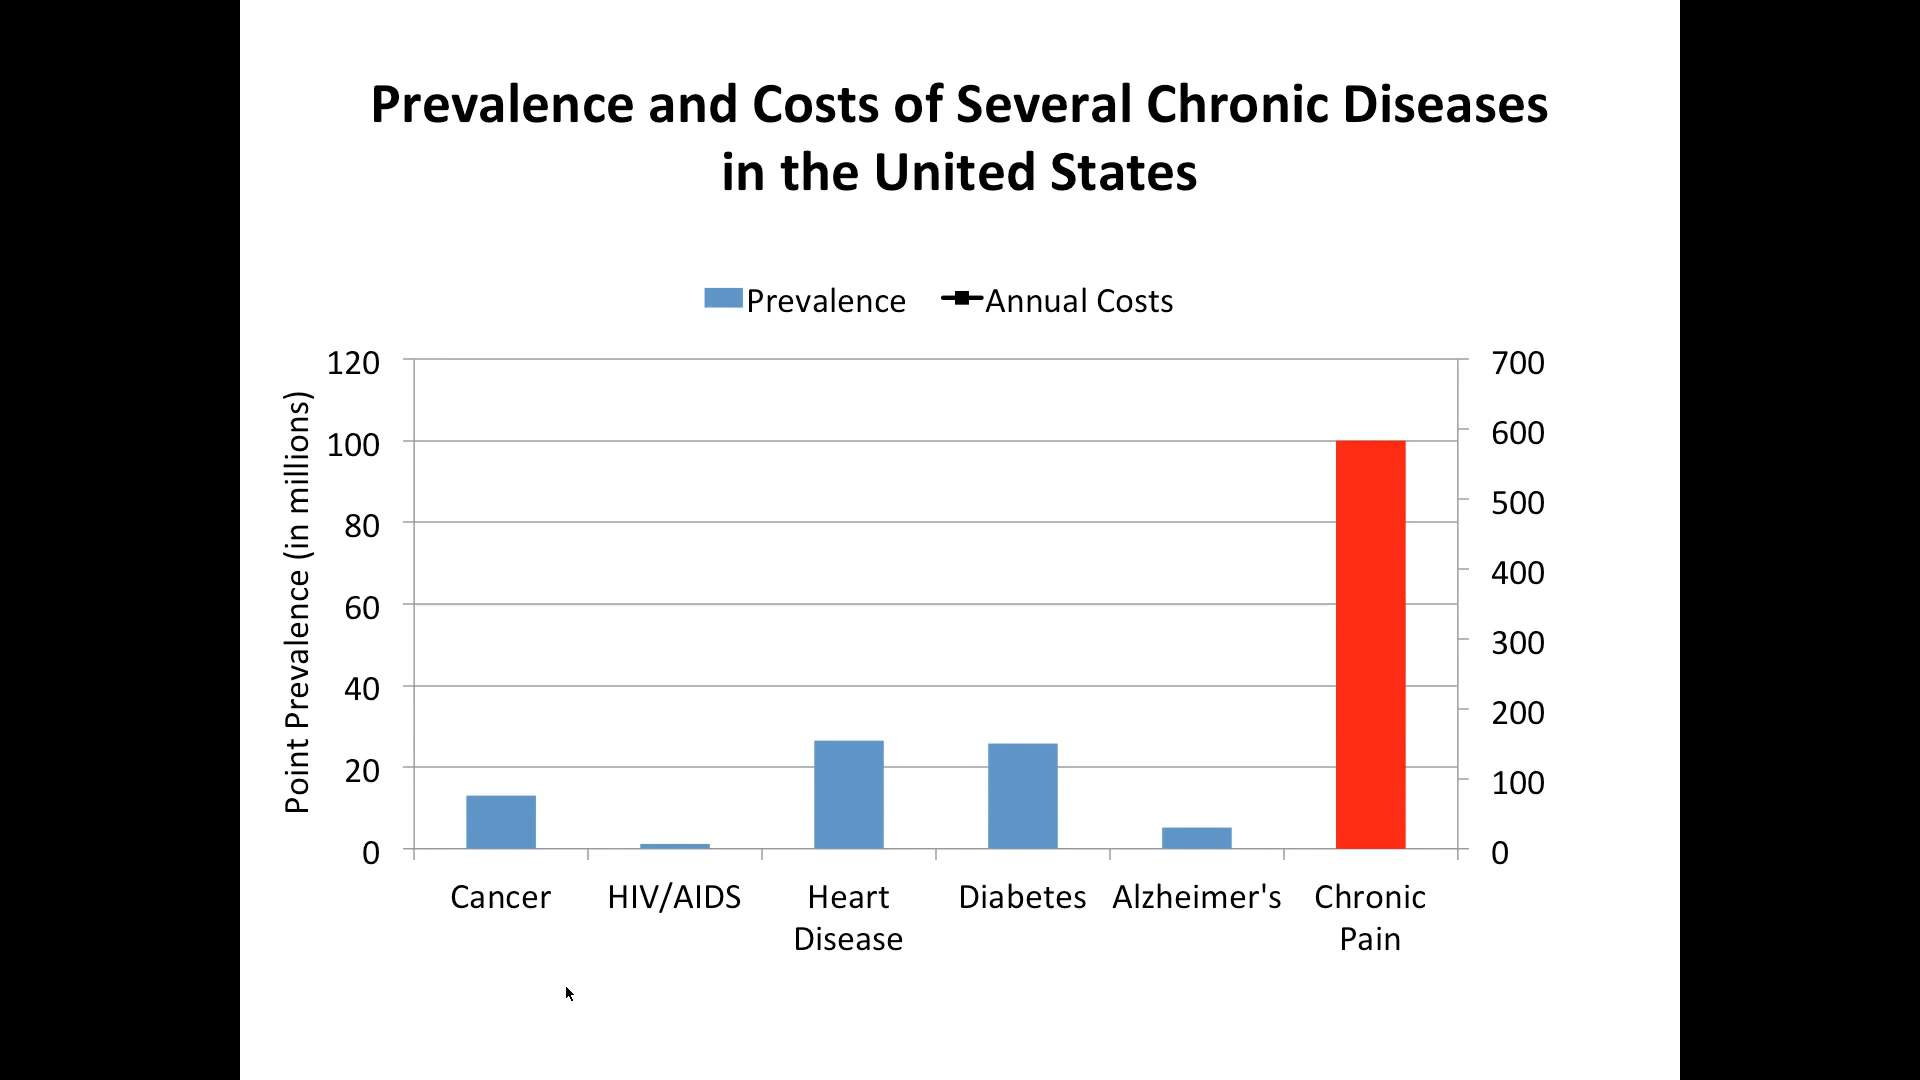 Prevalence and Costs of Several Chronic Diseases
in the United States
Prevalence Annual Costs
Point Prevalence (in millions)
120
100
80
60
40
20
0
700
600
500
400
300
200
100
0
Cancer HIV/AIDS Heart Diabetes Alzheimer's Chronic
Disease Pain